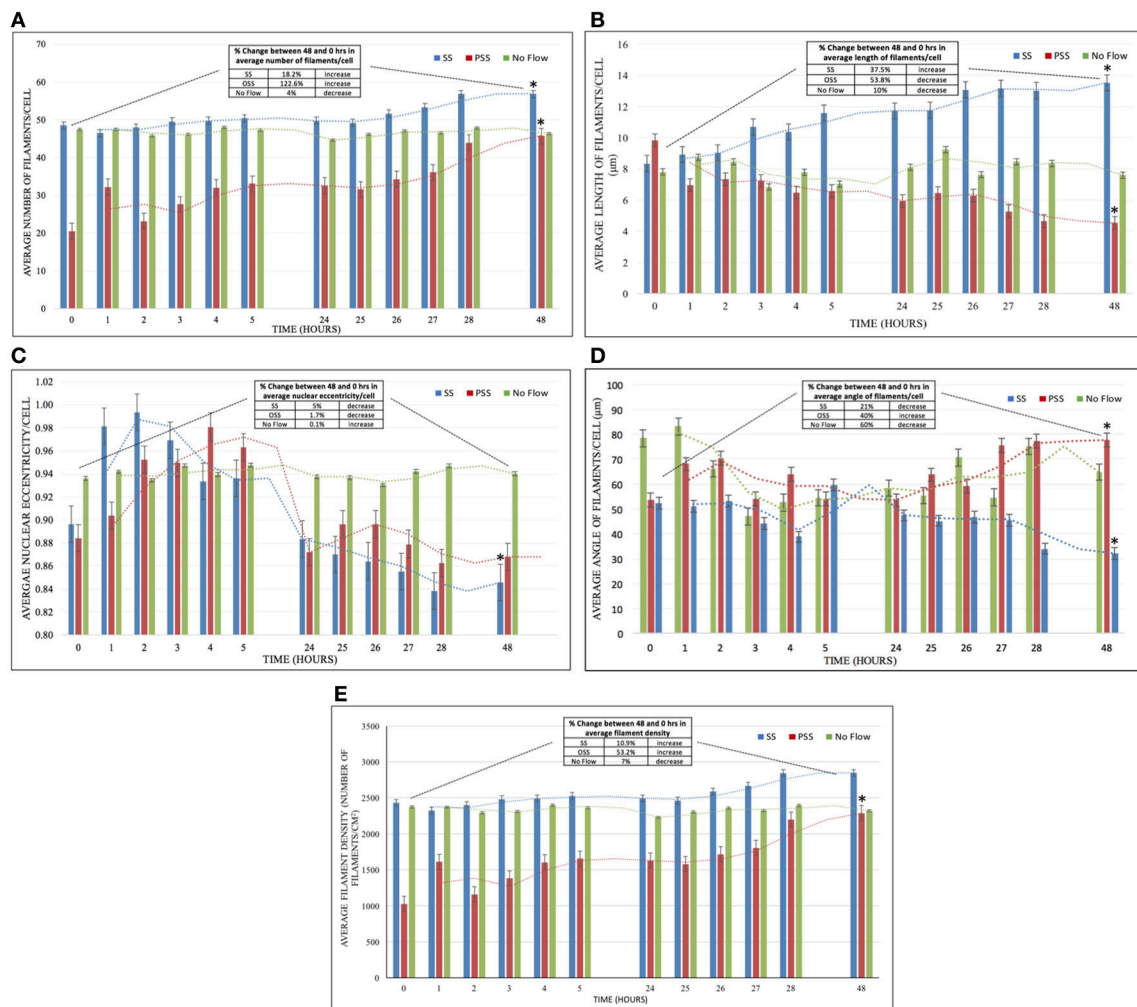 A
70
60
50
40
30
20
10
0
AVERAGE NUMBER OF FILAMENTS/CELL
% Change between 48 and 0 hrs in
average number of filaments/cell
SS 18.2% increase
OSS 122.6% increase
No Flow 4% decrease
SS PSS No Flow
*
*
0 1 2 3 4 5 24 25 26 27 28 48
TIME (HOURS)
B
16
14
12
10
8
6
4
2
0
AVERAGE LENGTH OF FILAMENTS/CELL
(μm)
% Change between 48 and 0 hrs in
average length of filaments/cell
SS 37.5% increase
OSS 53.8% decrease
No Flow 10% decrease
SS PSS No Flow
*
*
0 1 2 3 4 5 24 25 26 27 28 48
TIME (HOURS)
C
1.02
1.00
0.98
0.96
0.94
0.92
0.90
0.88
0.86
0.84
0.82
0.80
AVERGAE NUCLEAR ECCENTRICITY/CELL
% Change between 48 and 0 hrs in
average nuclear eccentricity/cell
SS 5% decrease
OSS 1.7% decrease
No Flow 0.1% increase
SS PSS No Flow
*
0 1 2 3 4 5 24 25 26 27 28 48
TIME (HOURS)
D
100
90
80
70
60
50
40
30
20
10
0
AVERAGE ANGLE OF FILAMENTS/CELL (μm)
% Change between 48 and 0 hrs in
average angle of filaments/cell
SS 21% decrease
OSS 40% increase
No Flow 60% decrease
SS PSS No Flow
*
*
0 1 2 3 4 5 24 25 26 27 28 48
TIME (HOURS)
E
3500
3000
2500
2000
1500
1000
500
0
AVERAGE FILAMENT DENSITY (NUMBER OF
FILAMENTS/CM²)
% Change between 48 and 0 hrs in
average filament density
SS 10.9% increase
OSS 53.2% increase
No Flow 7% decrease
SS PSS No Flow
*
0 1 2 3 4 5 24 25 26 27 28 48
TIME (HOURS)